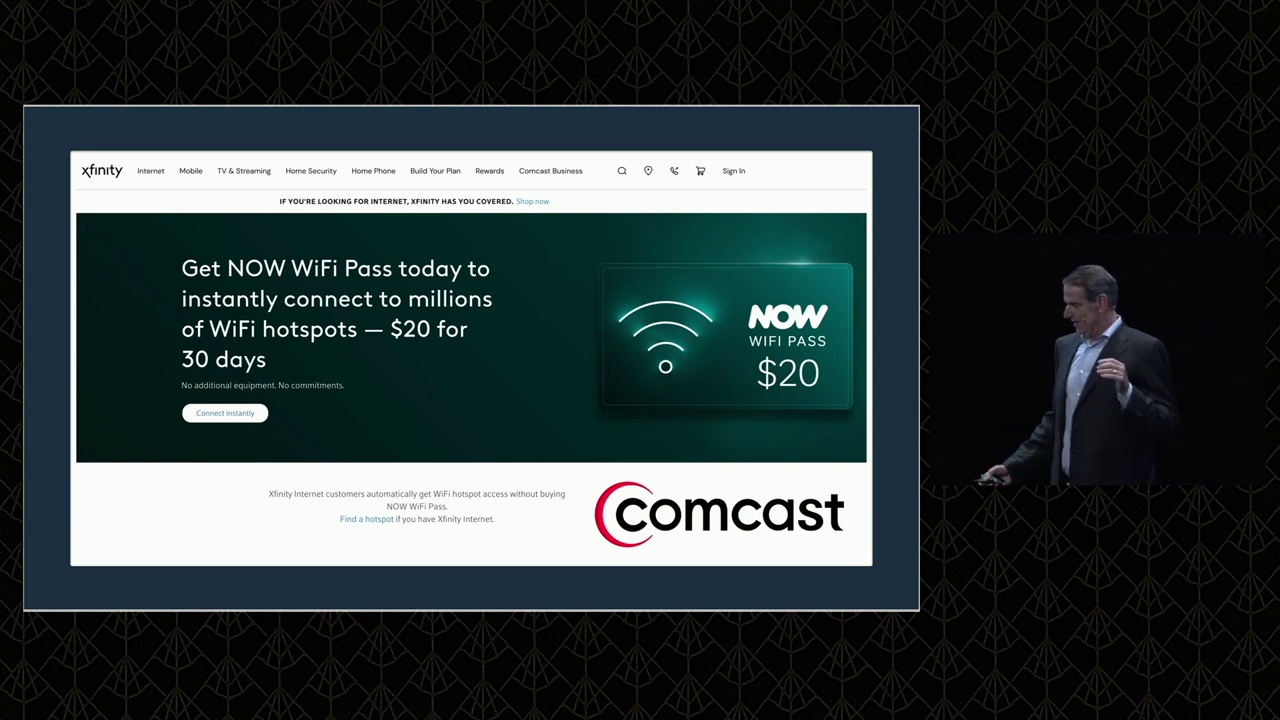 xfinity Internet Mobile TV & Streaming Home Security Home Phone Build Your Plan Rewards Comcast Business Sign In
IF YOU'RE LOOKING FOR INTERNET, XFINITY HAS YOU COVERED. Shop now
Get NOW WiFi Pass today to
instantly connect to millions
of WiFi hotspots — $20 for
30 days
No additional equipment. No commitments.
Connect instantly
NOW
WIFI PASS
$20
Xfinity Internet customers automatically get WiFi hotspot access without buying
NOW WiFi Pass.
Find a hotspot if you have Xfinity Internet.
comcast